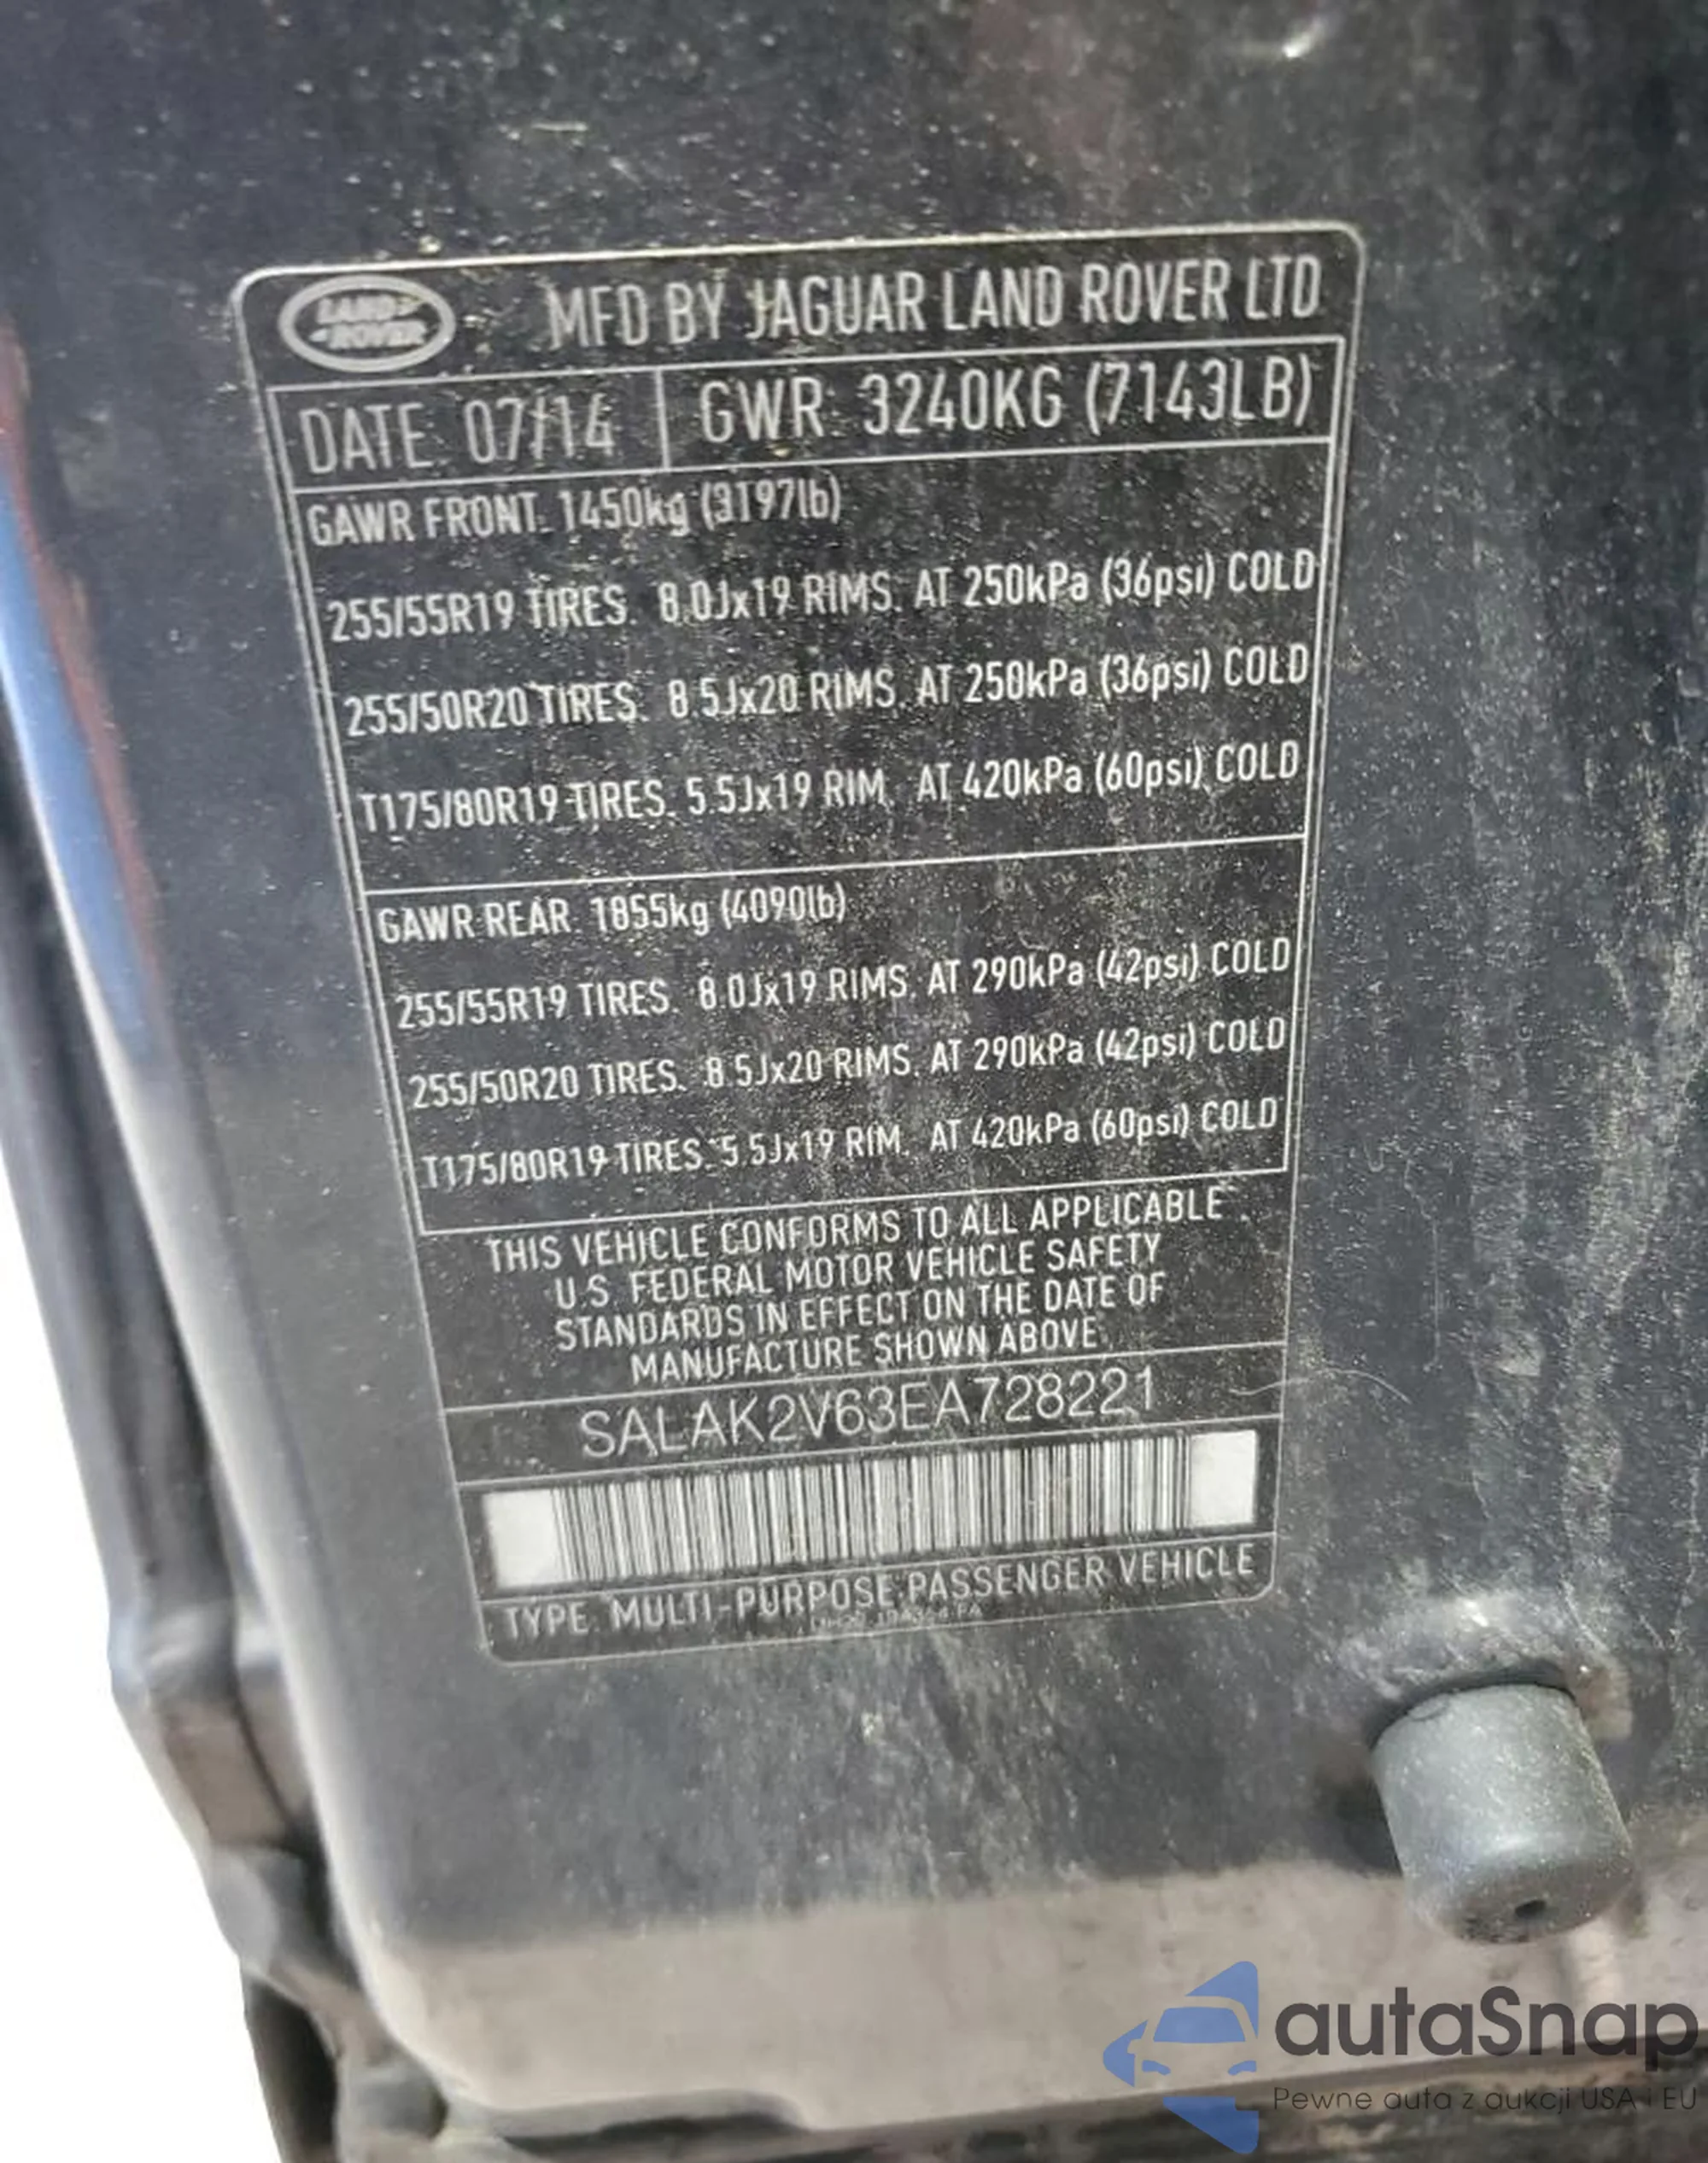 LAND-
-ROVER
MFD BY JAGUAR LAND ROVER LTD
DATE: 07/14 GWR: 3240KG (7143LB)
GAWR FRONT. 1450kg (3197lb)
255/55R19 TIRES. 8.0Jx19 RIMS. AT 250kPa (36psi) COLD
255/50R20 TIRES. 8.5Jx20 RIMS. AT 250kPa (36psi) COLD
T175/80R19 TIRES. 5.5Jx19 RIM. AT 420kPa (60psi) COLD
GAWR REAR. 1855kg (4090lb)
255/55R19 TIRES. 8.0Jx19 RIMS. AT 290kPa (42psi) COLD
255/50R20 TIRES. 8.5Jx20 RIMS. AT 290kPa (42psi) COLD
T175/80R19 TIRES. 5.5Jx19 RIM. AT 420kPa (60psi) COLD
THIS VEHICLE CONFORMS TO ALL APPLICABLE
U.S. FEDERAL MOTOR VEHICLE SAFETY
STANDARDS IN EFFECT ON THE DATE OF
MANUFACTURE SHOWN ABOVE.
SALAK2V63EA728221
TYPE: MULTI-PURPOSE PASSENGER VEHICLE
autaSnap
Pewne auta z aukcji USA i EU